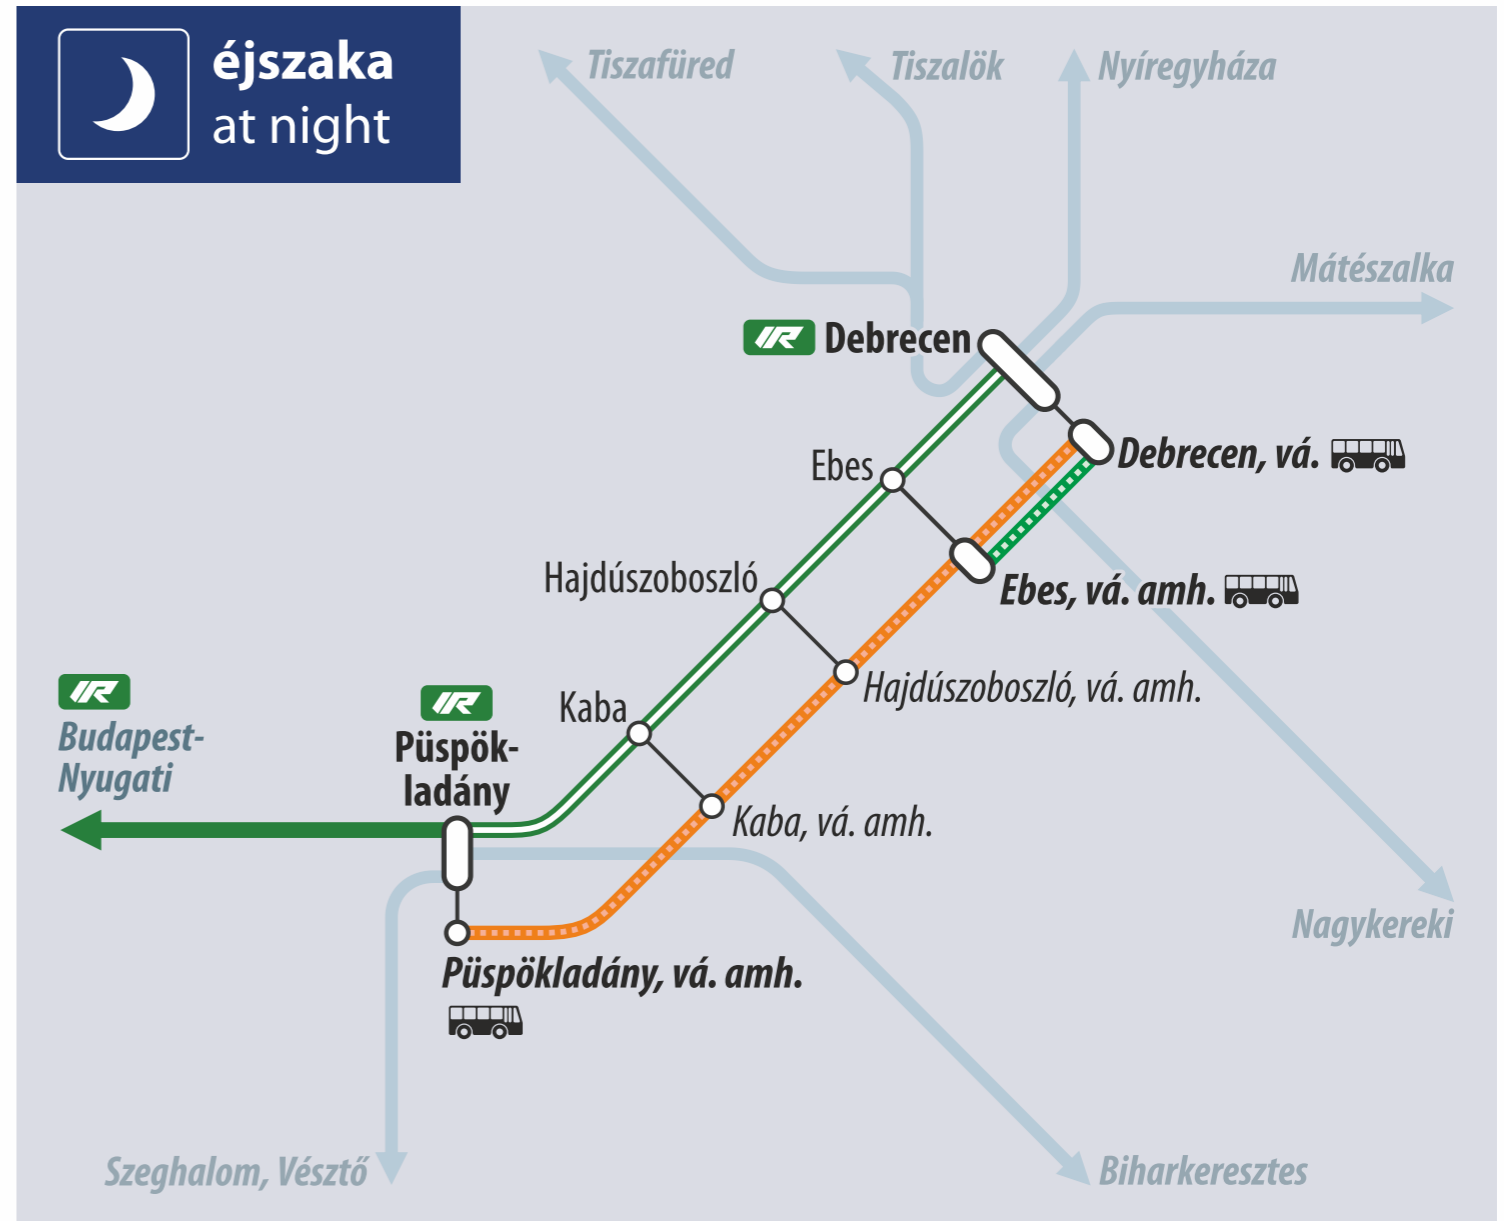 éjszaka
at night
Tiszafüred
Tiszalök
Nyíregyháza
Mátészalka
IR Debrecen
Debrecen, vá.
Ebes
Ebes, vá. amh.
Hajdúszoboszló
Hajdúszoboszló, vá. amh.
IR
Budapest-
Nyugati
IR
Püspök-
ladány
Kaba
Kaba, vá. amh.
Nagykereki
Püspökladány, vá. amh.
Szeghalom, Vésztő
Biharkeresztes